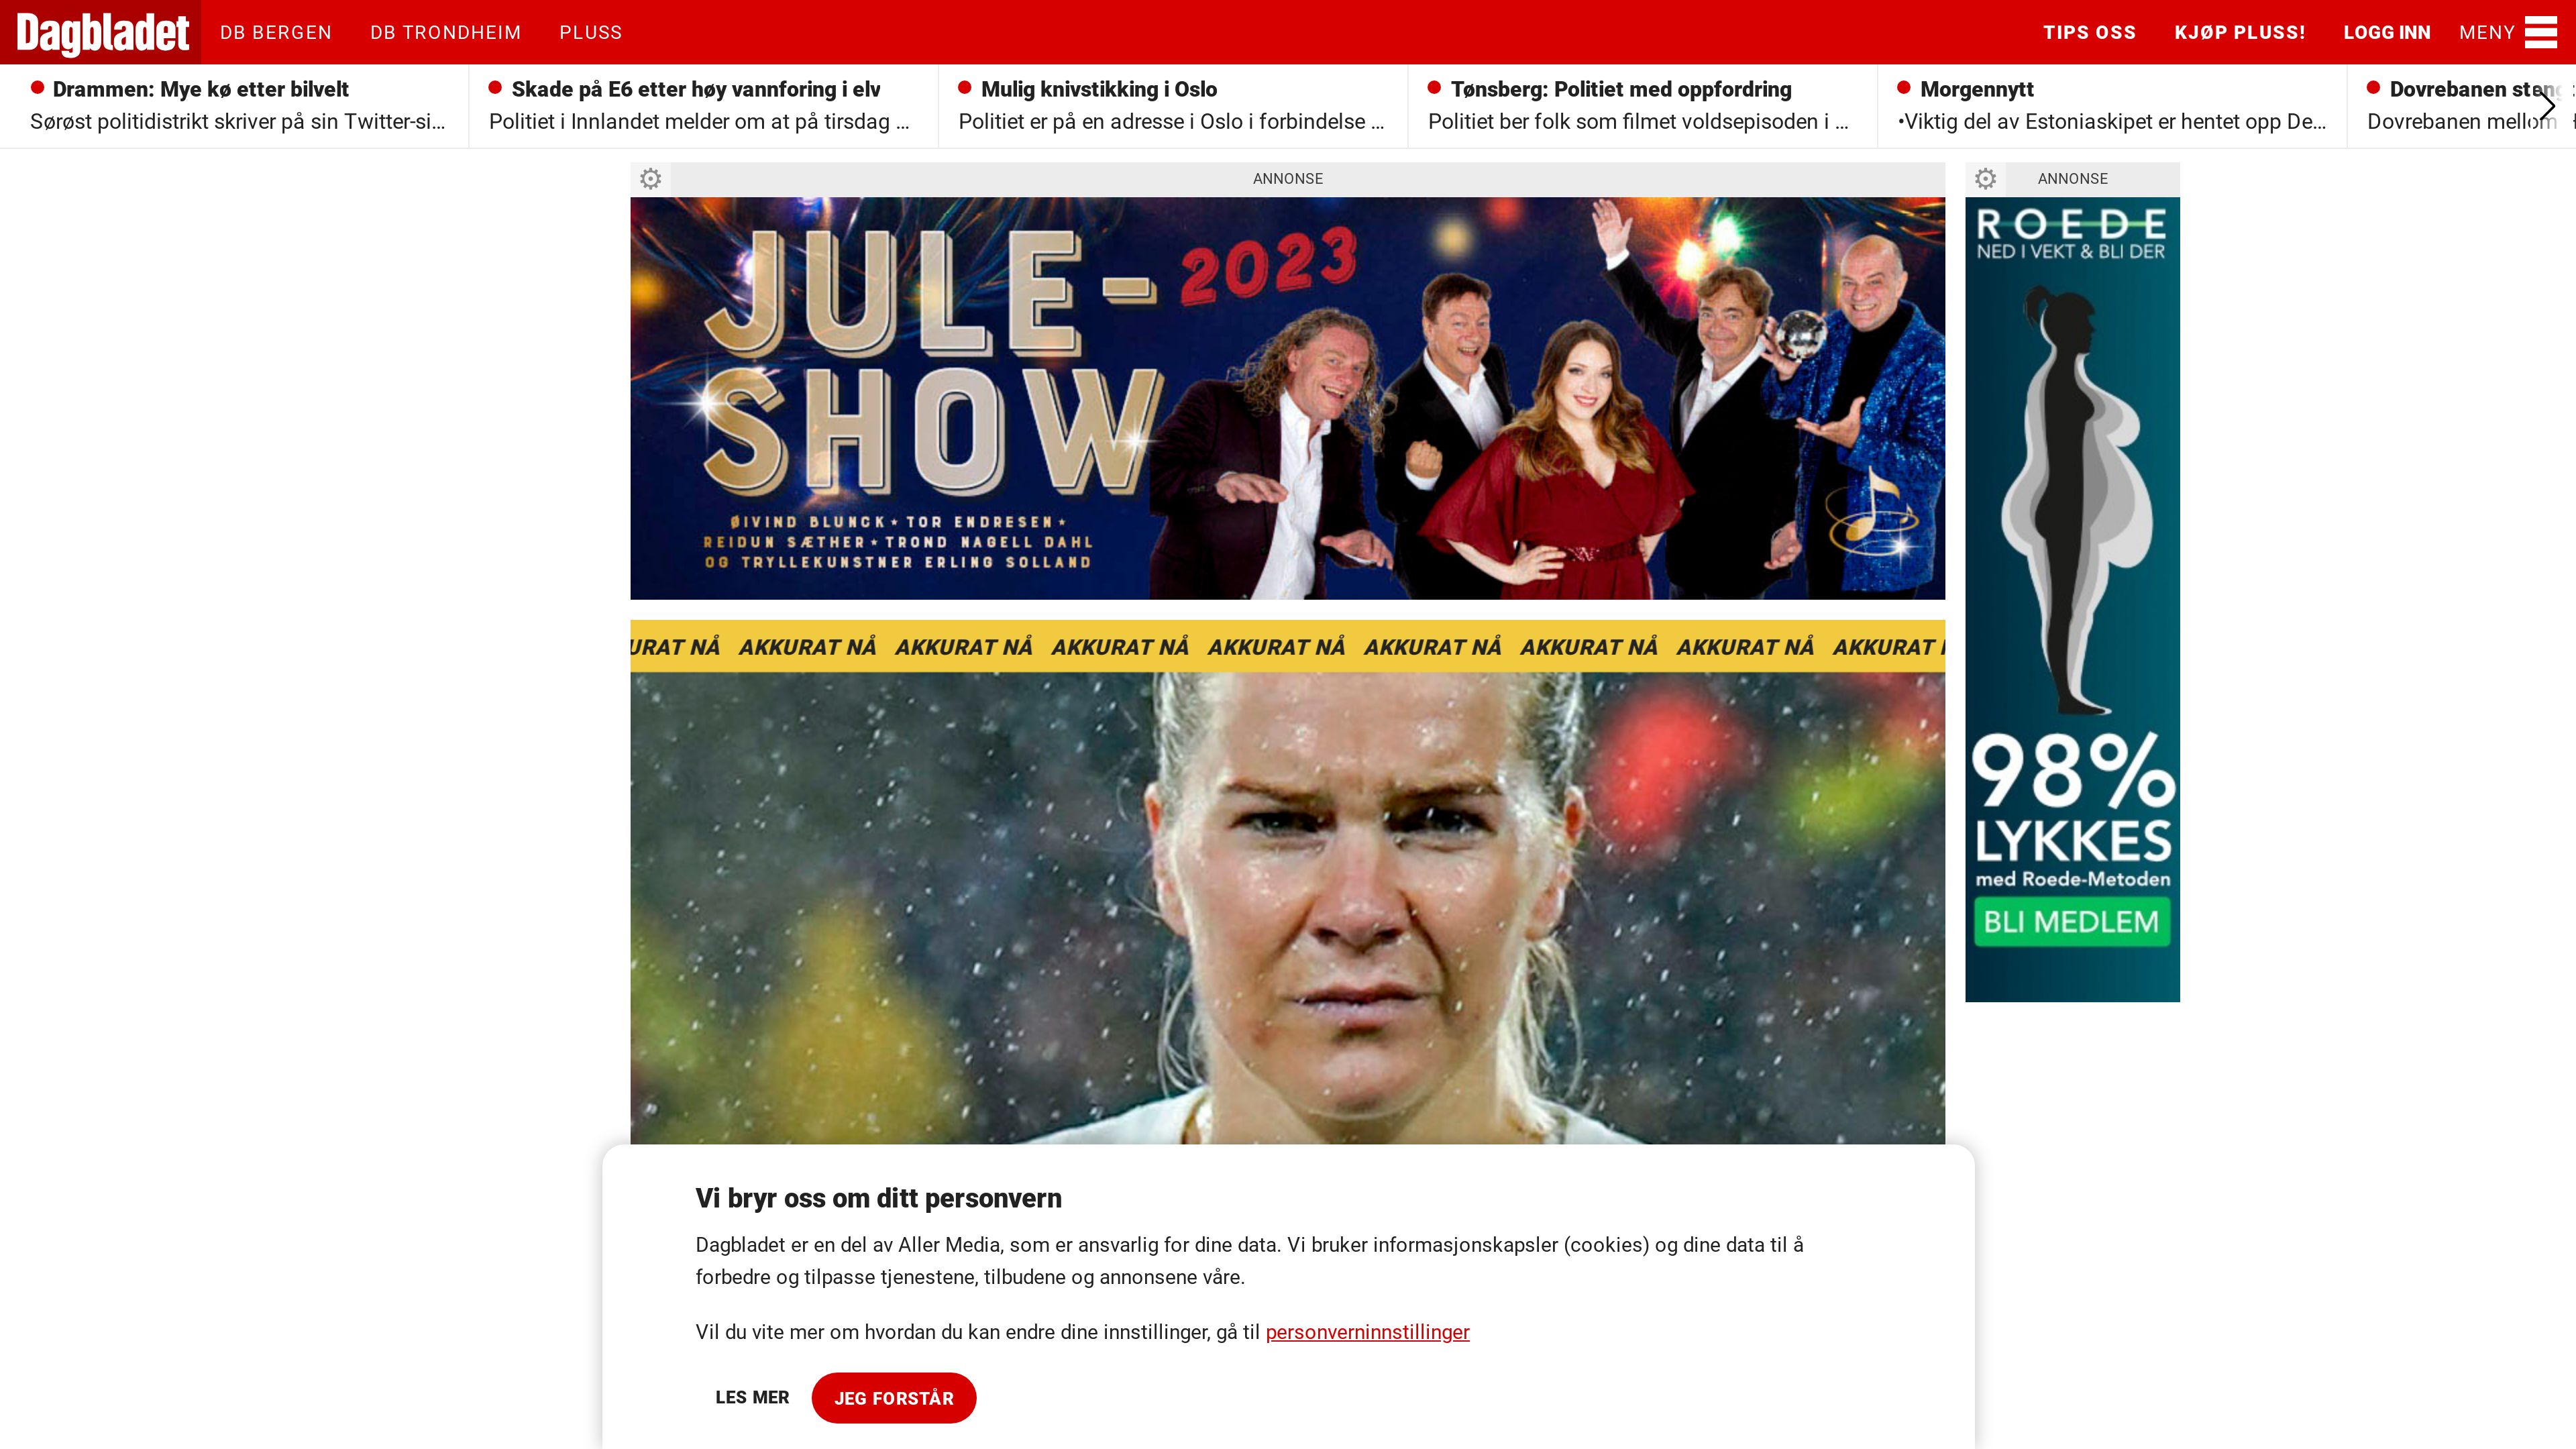 Dagbladet DB BERGEN DB TRONDHEIM PLUSS TIPS OSS KJØP PLUSS! LOGG INN MENY
Drammen: Mye kø etter bilvelt
Sørøst politidistrikt skriver på sin Twitter-si...
Skade på E6 etter høy vannforing i elv
Politiet i Innlandet melder om at på tirsdag ...
Mulig knivstikking i Oslo
Politiet er på en adresse i Oslo i forbindelse ...
Tønsberg: Politiet med oppfordring
Politiet ber folk som filmet voldsepisoden i ...
Morgennytt
•Viktig del av Estoniaskipet er hentet opp De...
Dovrebanen steng
Dovrebanen mellom
ANNONSE
JULE-
SHOW
2023
ØIVIND BLUNCK ★ TOR ENDRESEN ★
REIDUN SÆTHER ★ TROND NAGELL DAHL
OG TRYLLEKUNSTNER ERLING SOLLAND
ANNONSE
ROEDE
NED I VEKT & BLI DER
98%
LYKKES
med Roede-Metoden
BLI MEDLEM
URAT NÅ AKKURAT NÅ AKKURAT NÅ AKKURAT NÅ AKKURAT NÅ AKKURAT NÅ AKKURAT NÅ AKKURAT NÅ AKKURAT
Vi bryr oss om ditt personvern
Dagbladet er en del av Aller Media, som er ansvarlig for dine data. Vi bruker informasjonskapsler (cookies) og dine data til å
forbedre og tilpasse tjenestene, tilbudene og annonsene våre.
Vil du vite mer om hvordan du kan endre dine innstillinger, gå til personverninnstillinger
LES MER JEG FORSTÅR